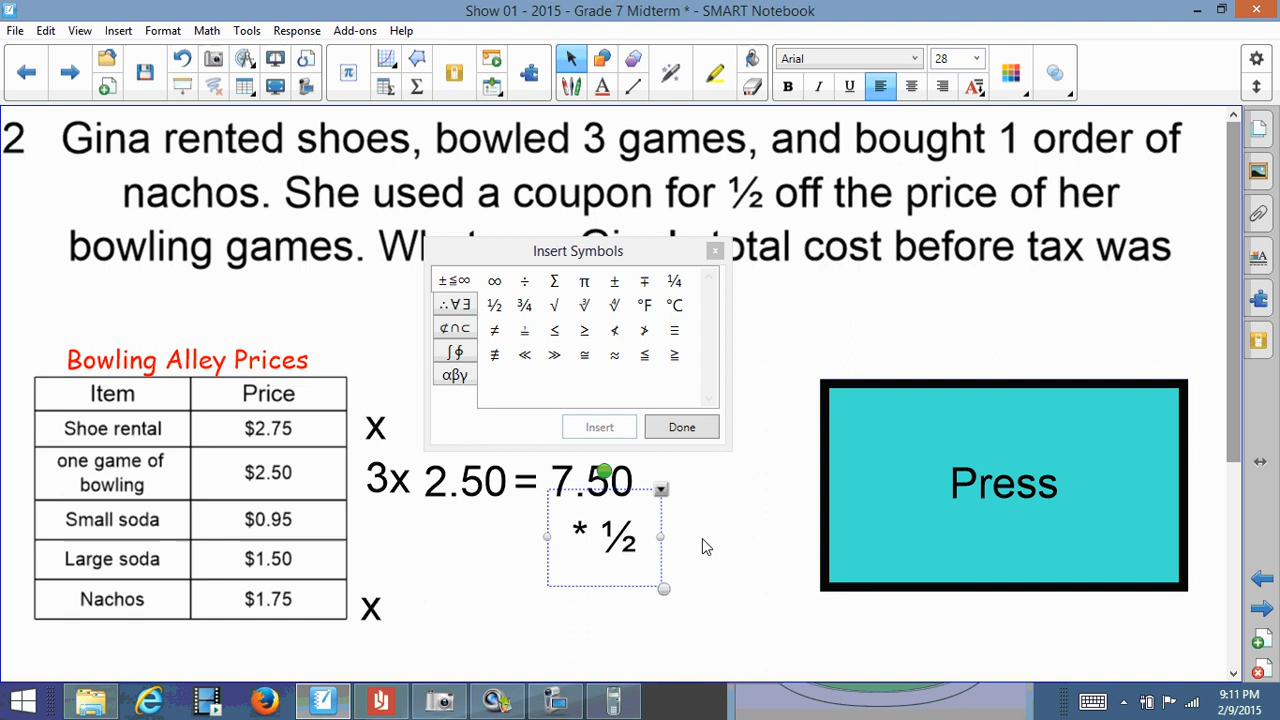 Show 01 - 2015 - Grade 7 Midterm * - SMART Notebook
File Edit View Insert Format Math Tools Response Add-ons Help
Arial 28
B I U
2 Gina rented shoes, bowled 3 games, and bought 1 order of
nachos. She used a coupon for ½ off the price of her
bowling games. total cost before tax was
Insert Symbols
±≤∞ ∞ ÷ Σ π ± ∓ ¼
∴∀∃ ½ ¾ √ ∛ ∜ °F °C
⊄∩⊂ ≠ ≤ ≥ ≮ ≯ ≡
∫∮ ≢ ≪ ≫ ≅ ≈ ≦ ≧
αβγ
Insert Done
Bowling Alley Prices
Item Price
Shoe rental $2.75 x
one game of
bowling $2.50 3x 2.50 = 7.50
* ½
Small soda $0.95
Large soda $1.50
Nachos $1.75 x
Press
9:11 PM
2/9/2015